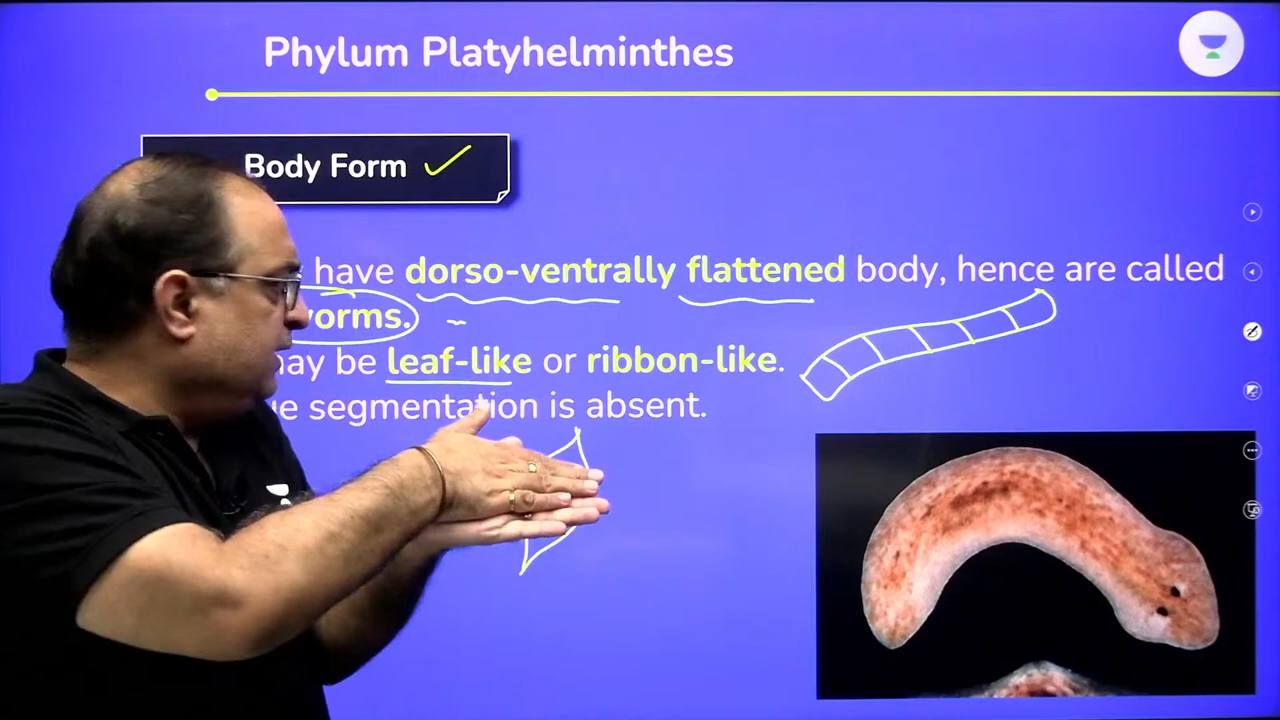 Phylum Platyhelminthes
Body Form
have dorso-ventrally flattened body, hence are called
worms.
may be leaf-like or ribbon-like.
segmentation is absent.